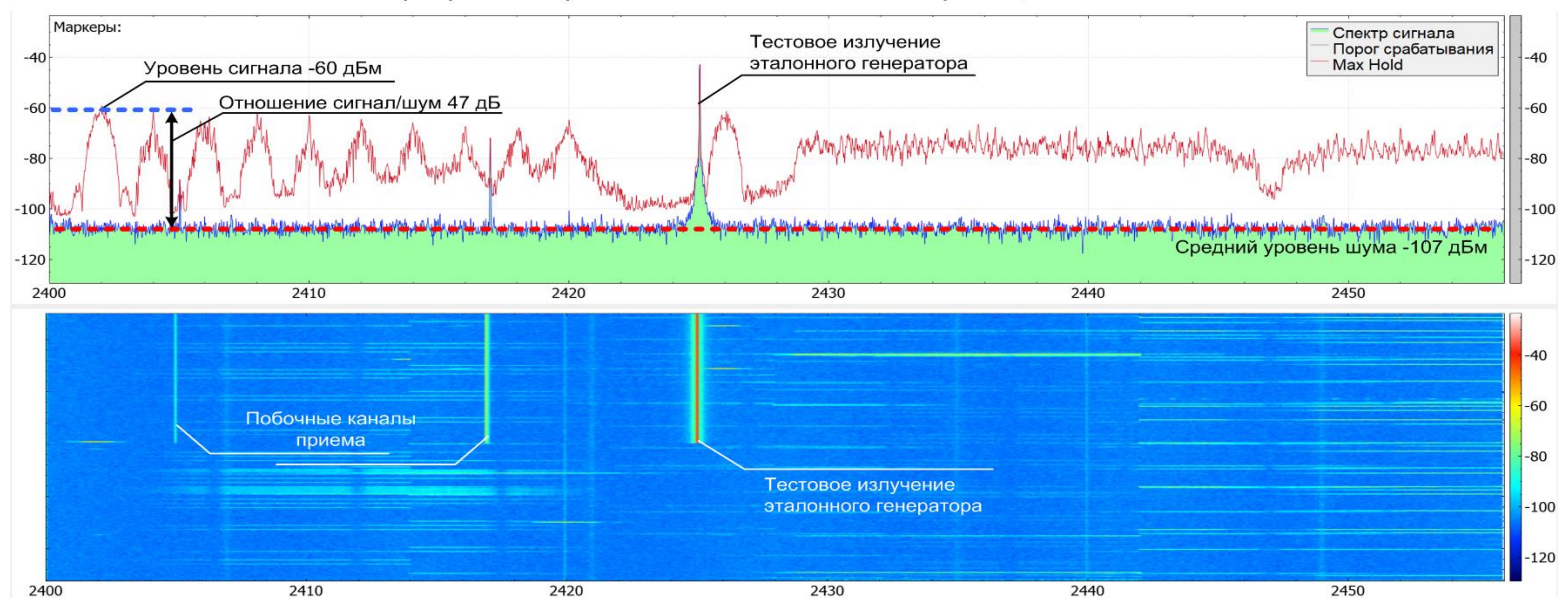 Маркеры:
Уровень сигнала -60 дБм
Отношение сигнал/шум 47 дБ
Тестовое излучение
эталонного генератора
Спектр сигнала
Порог срабатывания
Max Hold
-40
-60
-80
-100
-120
-40
-60
-80
-100
-120
Средний уровень шума -107 дБм
2400
2410
2420
2430
2440
2450
Побочные каналы
приема
Тестовое излучение
эталонного генератора
-40
-60
-80
-100
-120
2400
2410
2420
2430
2440
2450